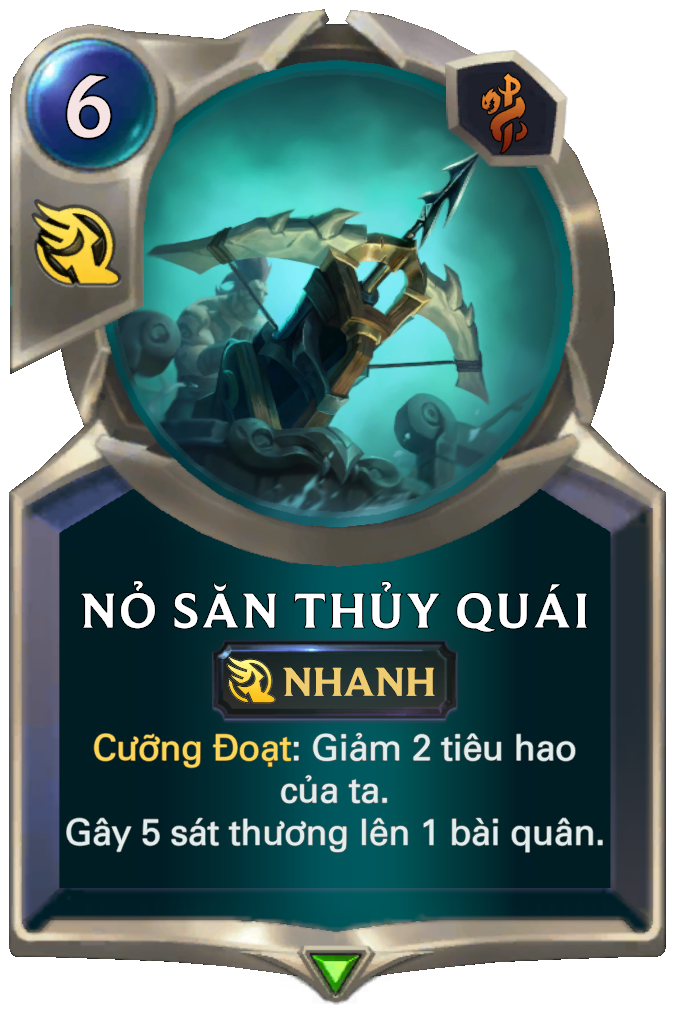 6
NỎ SĂN THỦY QUÁI
NHANH
Cưỡng Đoạt: Giảm 2 tiêu hao
của ta.
Gây 5 sát thương lên 1 bài quân.